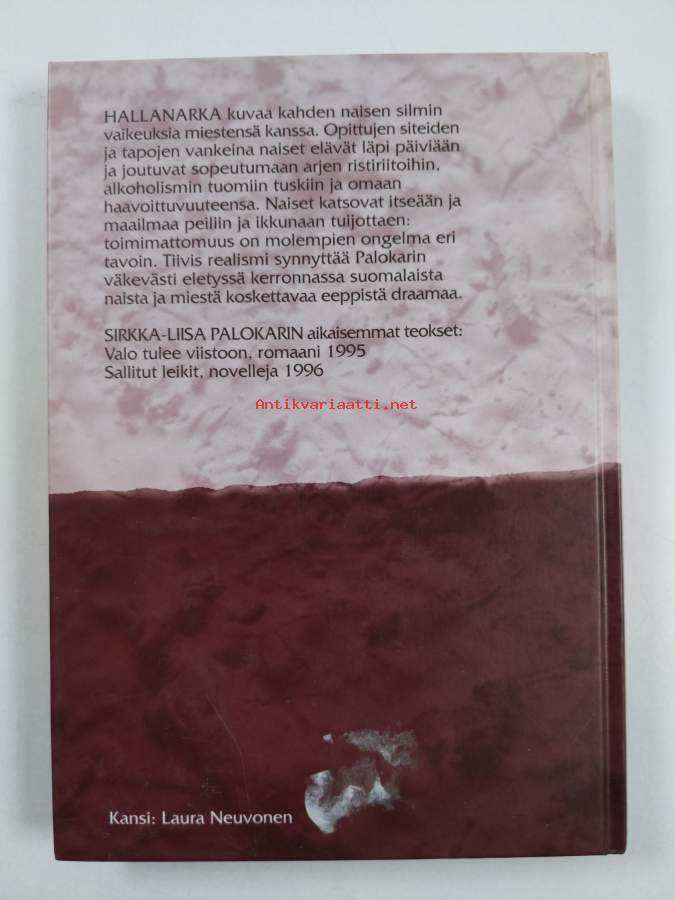 HALLANARKA kuvaa kahden naisen silmin
vaikeuksia miestensä kanssa. Opittujen siteiden
ja tapojen vankeina naiset elävät läpi päiviään
ja joutuvat sopeutumaan arjen ristiriitoihin,
alkoholismin tuomiin tuskiin ja omaan
haavoittuvuuteensa. Naiset katsovat itseään ja
maailmaa peiliin ja ikkunaan tuijottaen:
toimimattomuus on molempien ongelma eri
tavoin. Tiivis realismi synnyttää Palokarin
väkevästi eletyssä kerronnassa suomalaista
naista ja miestä koskettavaa eeppistä draamaa.
SIRKKA-LIISA PALOKARIN aikaisemmat teokset:
Valo tulee viistoon, romaani 1995
Sallitut leikit, novelleja 1996
Antikvariaatti.net
Kansi: Laura Neuvonen